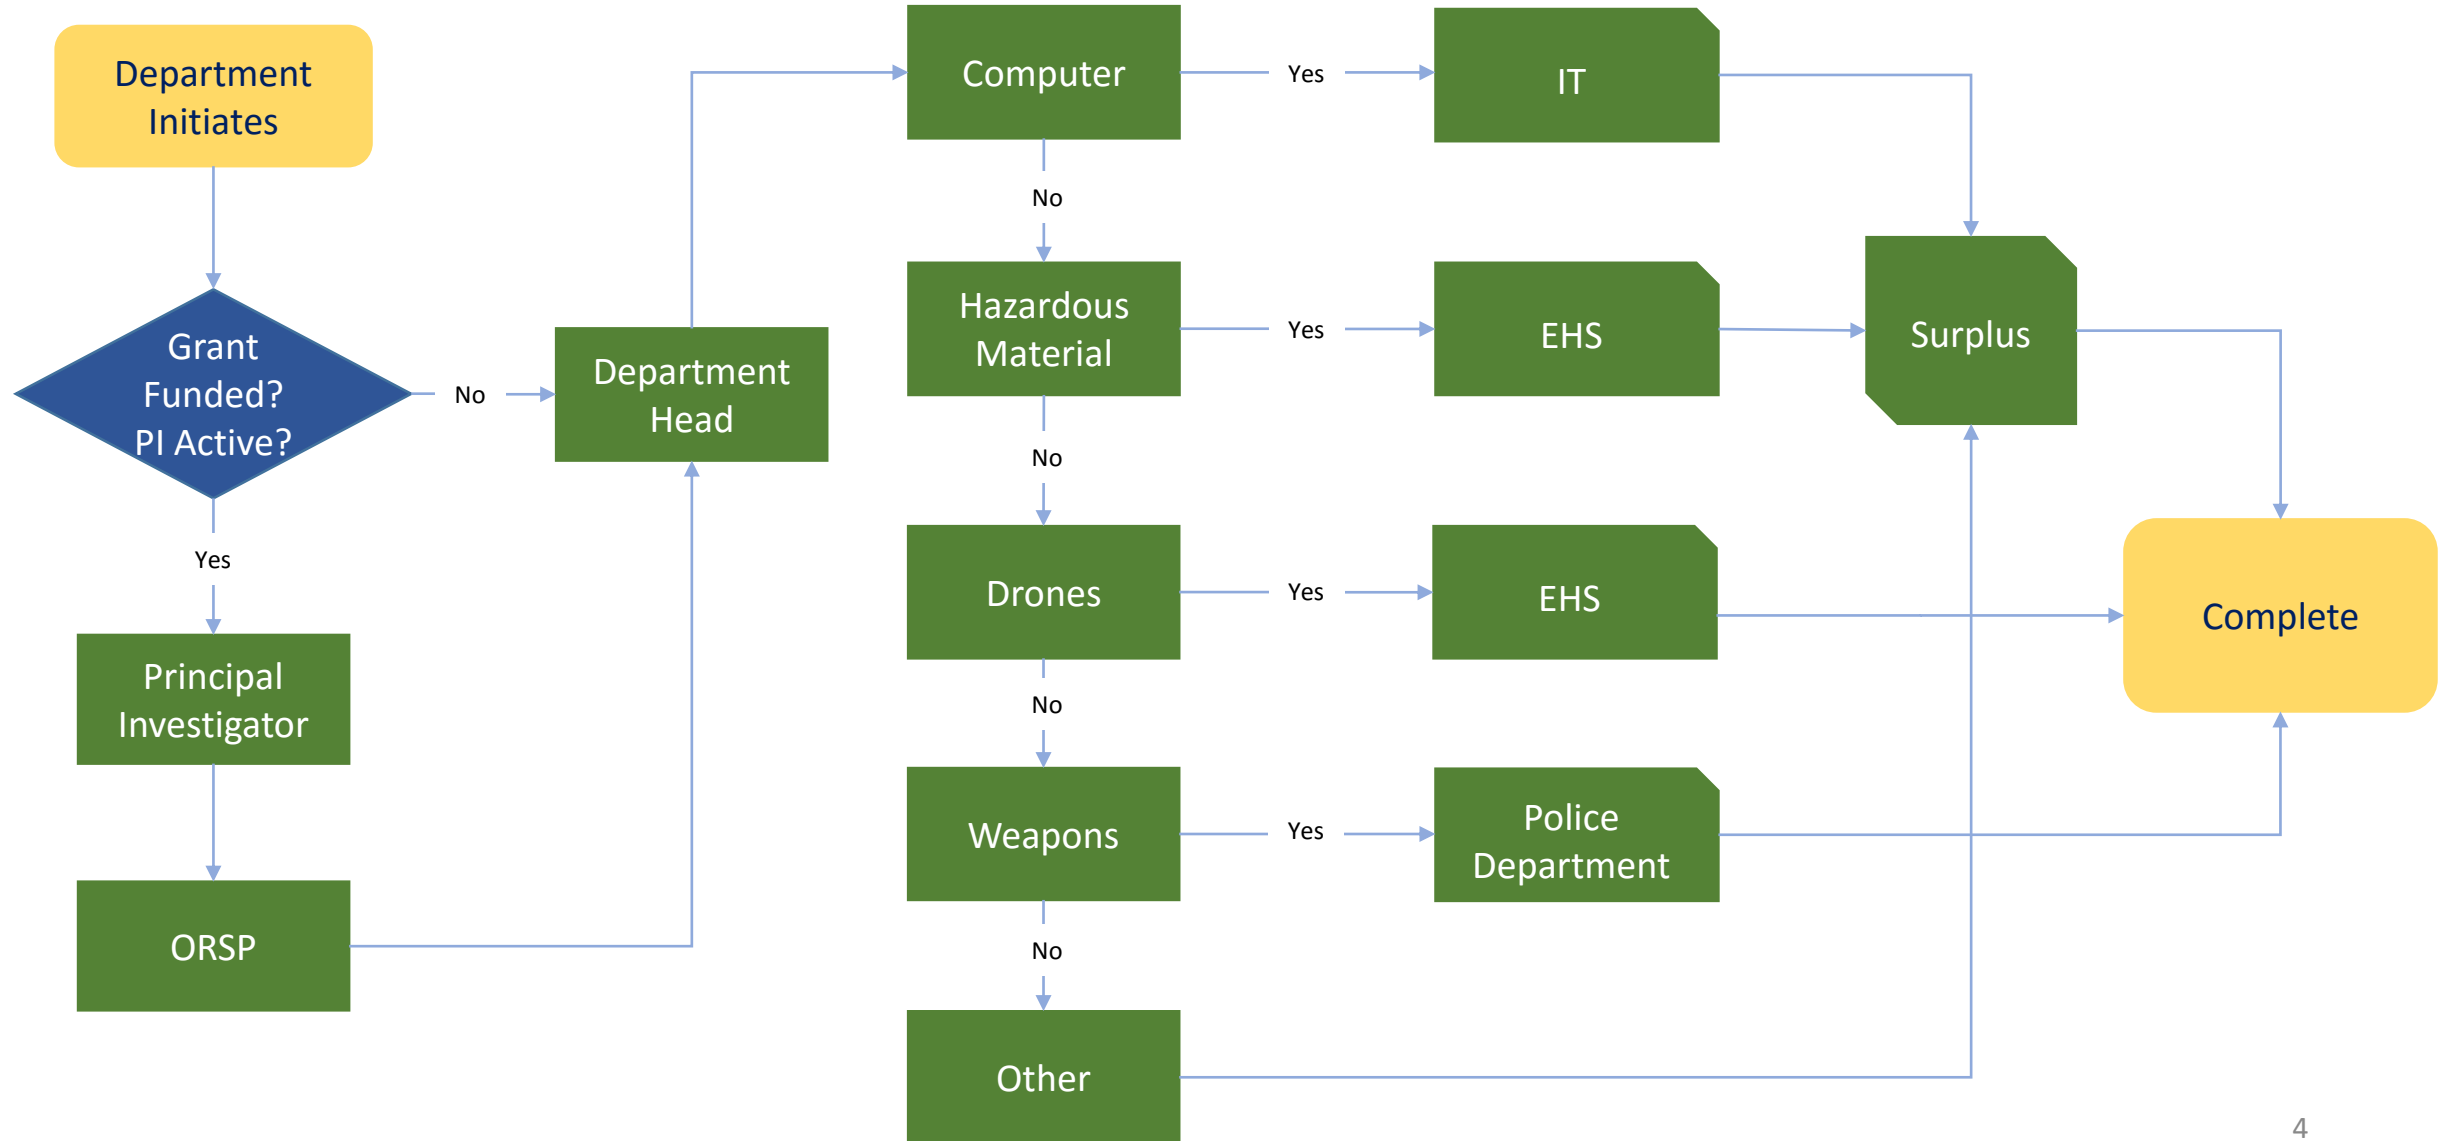 Department
Initiates
Grant
Funded?
PI Active?
No
Yes
Principal
Investigator
ORSP
Department
Head
Computer
Yes
IT
No
Hazardous
Material
Yes
EHS
Surplus
No
Drones
Yes
EHS
Complete
No
Weapons
Yes
Police
Department
No
Other
4